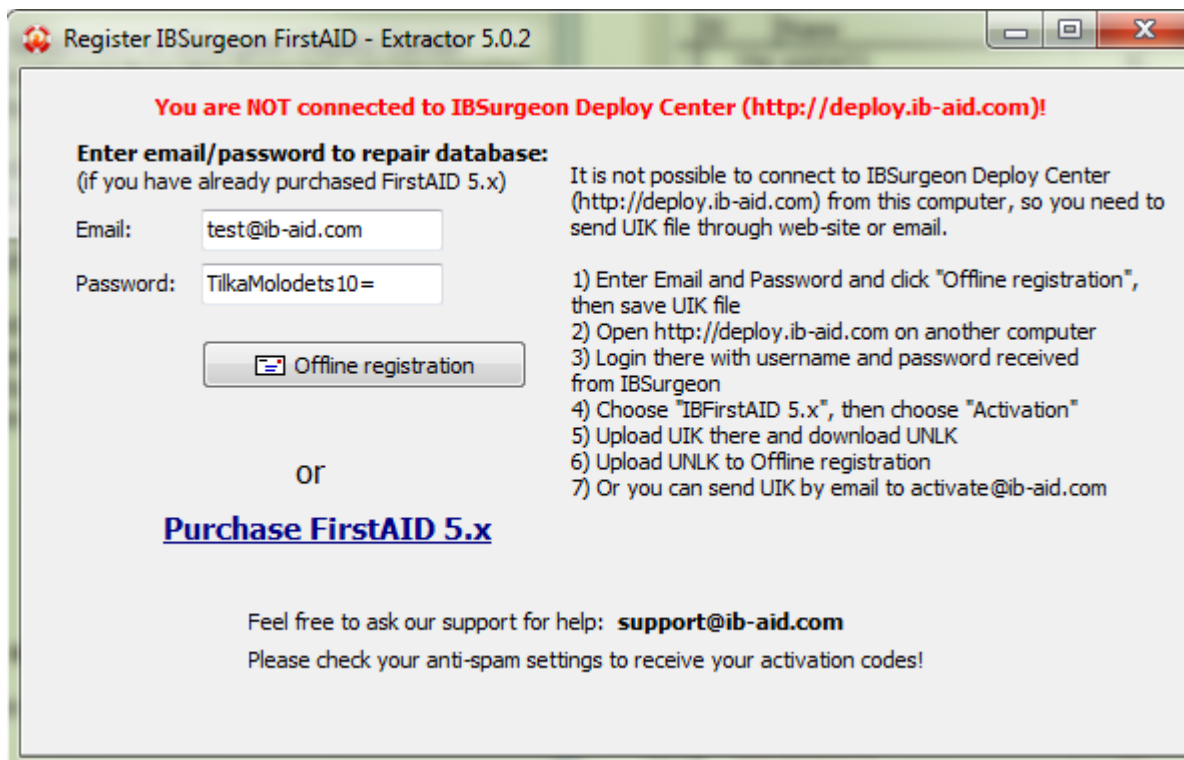 Register IBSurgeon FirstAID - Extractor 5.0.2
You are NOT connected to IBSurgeon Deploy Center (http://deploy.ib-aid.com)!
Enter email/password to repair database:
(if you have already purchased FirstAID 5.x)
Email:
test@ib-aid.com
Password:
TilkaMolodets10=
Offline registration
or
Purchase FirstAID 5.x
It is not possible to connect to IBSurgeon Deploy Center
(http://deploy.ib-aid.com) from this computer, so you need to
send UIK file through web-site or email.
1) Enter Email and Password and click "Offline registration",
then save UIK file
2) Open http://deploy.ib-aid.com on another computer
3) Login there with username and password received
from IBSurgeon
4) Choose "IBFirstAID 5.x", then choose "Activation"
5) Upload UIK there and download UNLK
6) Upload UNLK to Offline registration
7) Or you can send UIK by email to activate@ib-aid.com
Feel free to ask our support for help: support@ib-aid.com
Please check your anti-spam settings to receive your activation codes!